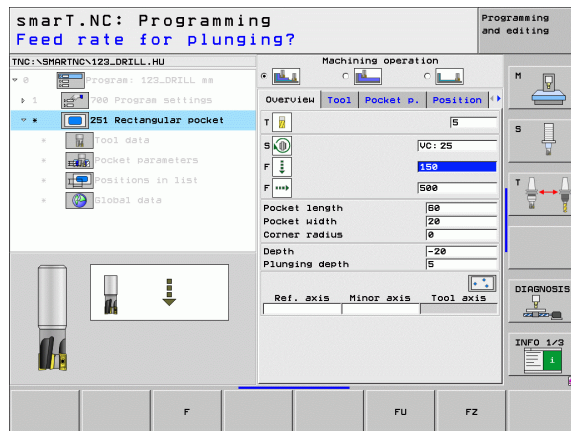 smarT.NC: Programming
Programming and editing
Feed rate for plunging?
TNC:\SMARTNC\123_DRILL.HU
0 Program: 123_DRILL mm
1 700 Program settings
* 251 Rectangular pocket
* Tool data
* Pocket parameters
* Positions in list
* Global data
Machining operation
Overview Tool Pocket p. Position
T 5
S VC: 25
F 150
F 500
Pocket length 60
Pocket width 20
Corner radius 0
Depth -20
Plunging depth 5
Ref. axis Minor axis Tool axis
M
S
T
DIAGNOSIS
INFO 1/3
F FU FZ